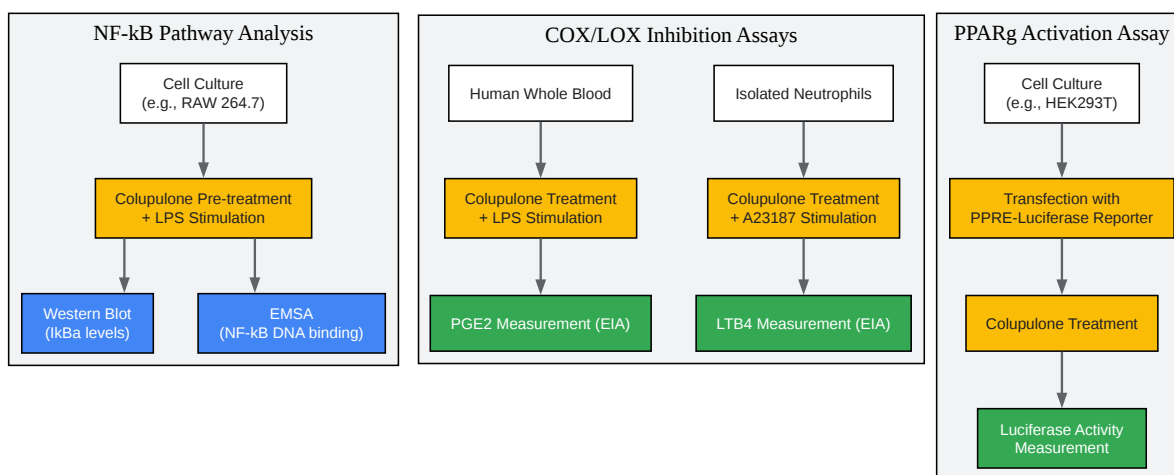 NF-kB Pathway Analysis
Cell Culture
(e.g., RAW 264.7)
Colupulone Pre-treatment
+ LPS Stimulation
Western Blot
(IkBa levels)
EMSA
(NF-kB DNA binding)
COX/LOX Inhibition Assays
Human Whole Blood
Colupulone Treatment
+ LPS Stimulation
PGE2 Measurement (EIA)
Isolated Neutrophils
Colupulone Treatment
+ A23187 Stimulation
LTB4 Measurement (EIA)
PPARg Activation Assay
Cell Culture
(e.g., HEK293T)
Transfection with
PPRE-Luciferase Reporter
Colupulone Treatment
Luciferase Activity
Measurement